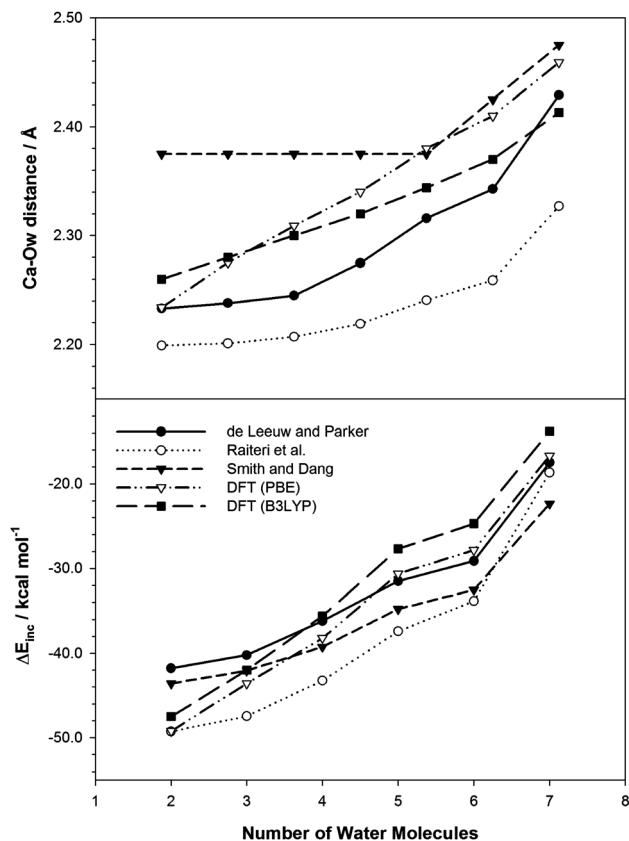 2.50
2.40
2.30
2.20
Ca-Ow distance / Å
de Leeuw and Parker
Raiteri et al.
Smith and Dang
DFT (PBE)
DFT (B3LYP)
-20.0
-30.0
-40.0
-50.0
ΔEinc / kcal mol-1
1 2 3 4 5 6 7 8
Number of Water Molecules